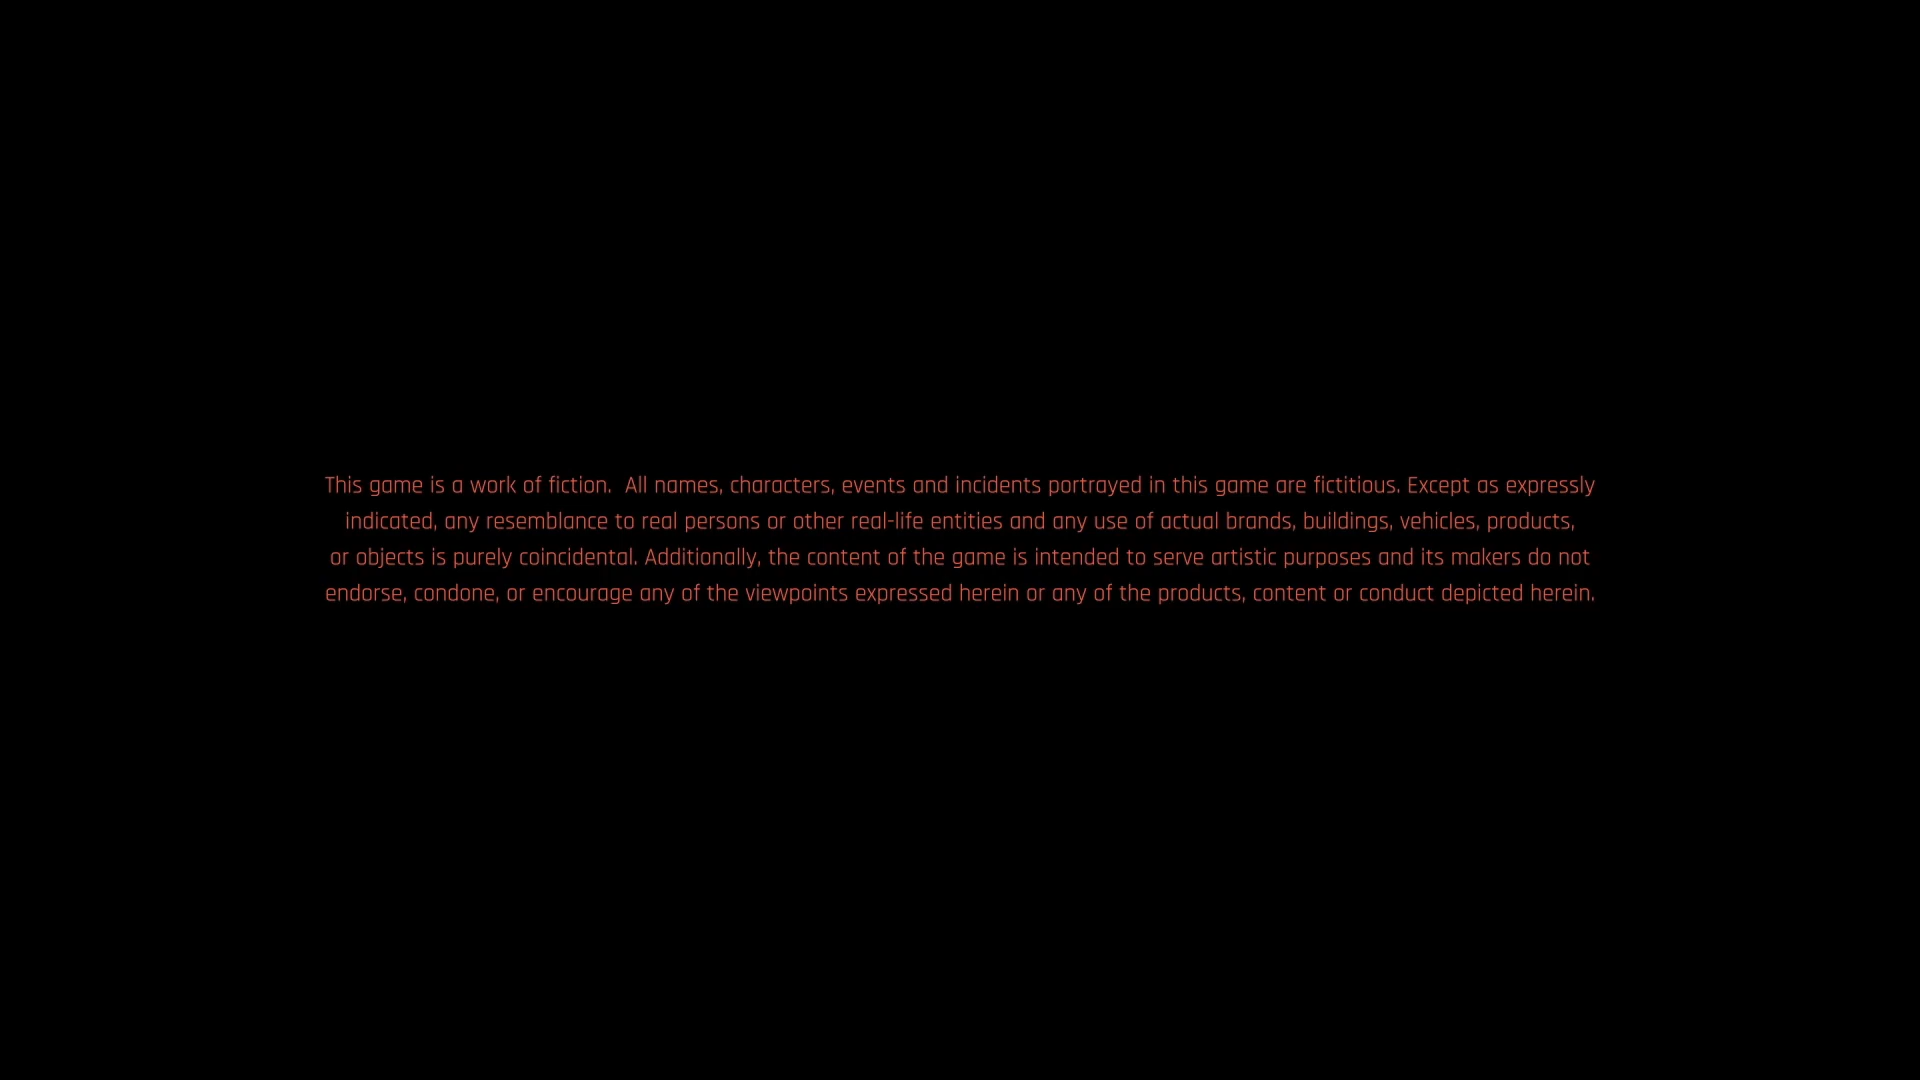 This game is a work of fiction.  All names, characters, events and incidents portrayed in this game are fictitious. Except as expressly
indicated, any resemblance to real persons or other real-life entities and any use of actual brands, buildings, vehicles, products,
or objects is purely coincidental. Additionally, the content of the game is intended to serve artistic purposes and its makers do not
endorse, condone, or encourage any of the viewpoints expressed herein or any of the products, content or conduct depicted herein.